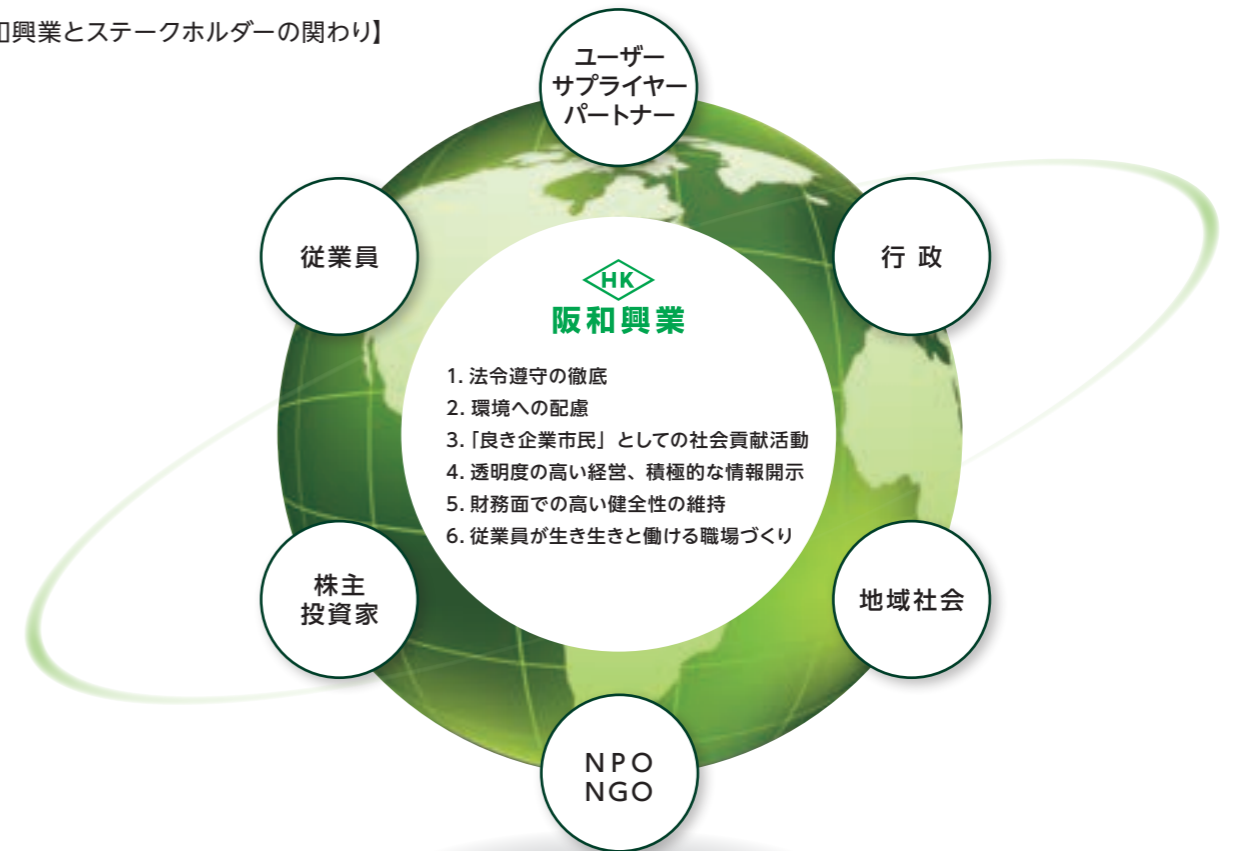 和興業とステークホルダーの関わり】
ユーザー
サプライヤー
パートナー
従業員
行 政
HK
阪和興業
1. 法令遵守の徹底
2. 環境への配慮
3.「良き企業市民」としての社会貢献活動
4. 透明度の高い経営、積極的な情報開示
5. 財務面での高い健全性の維持
6. 従業員が生き生きと働ける職場づくり
株主
投資家
地域社会
NPO
NGO